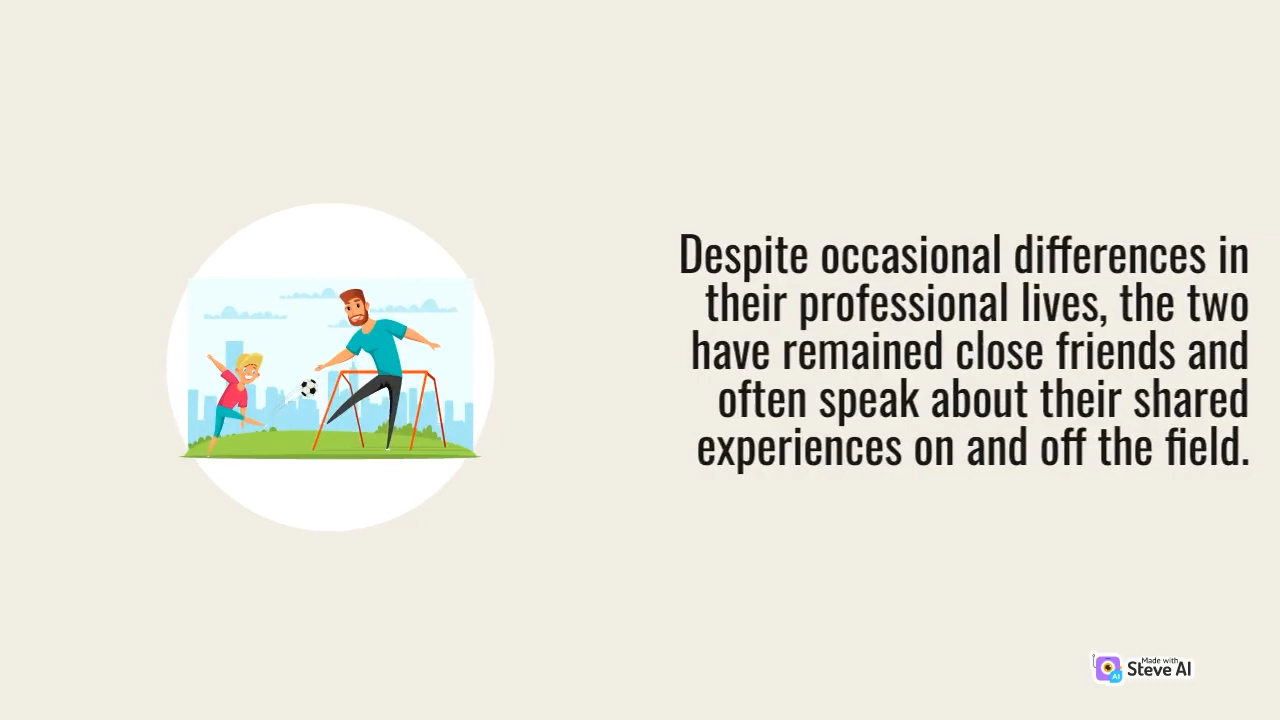 Despite occasional differences in
their professional lives, the two
have remained close friends and
often speak about their shared
experiences on and off the field.
Made with
Steve AI
AI